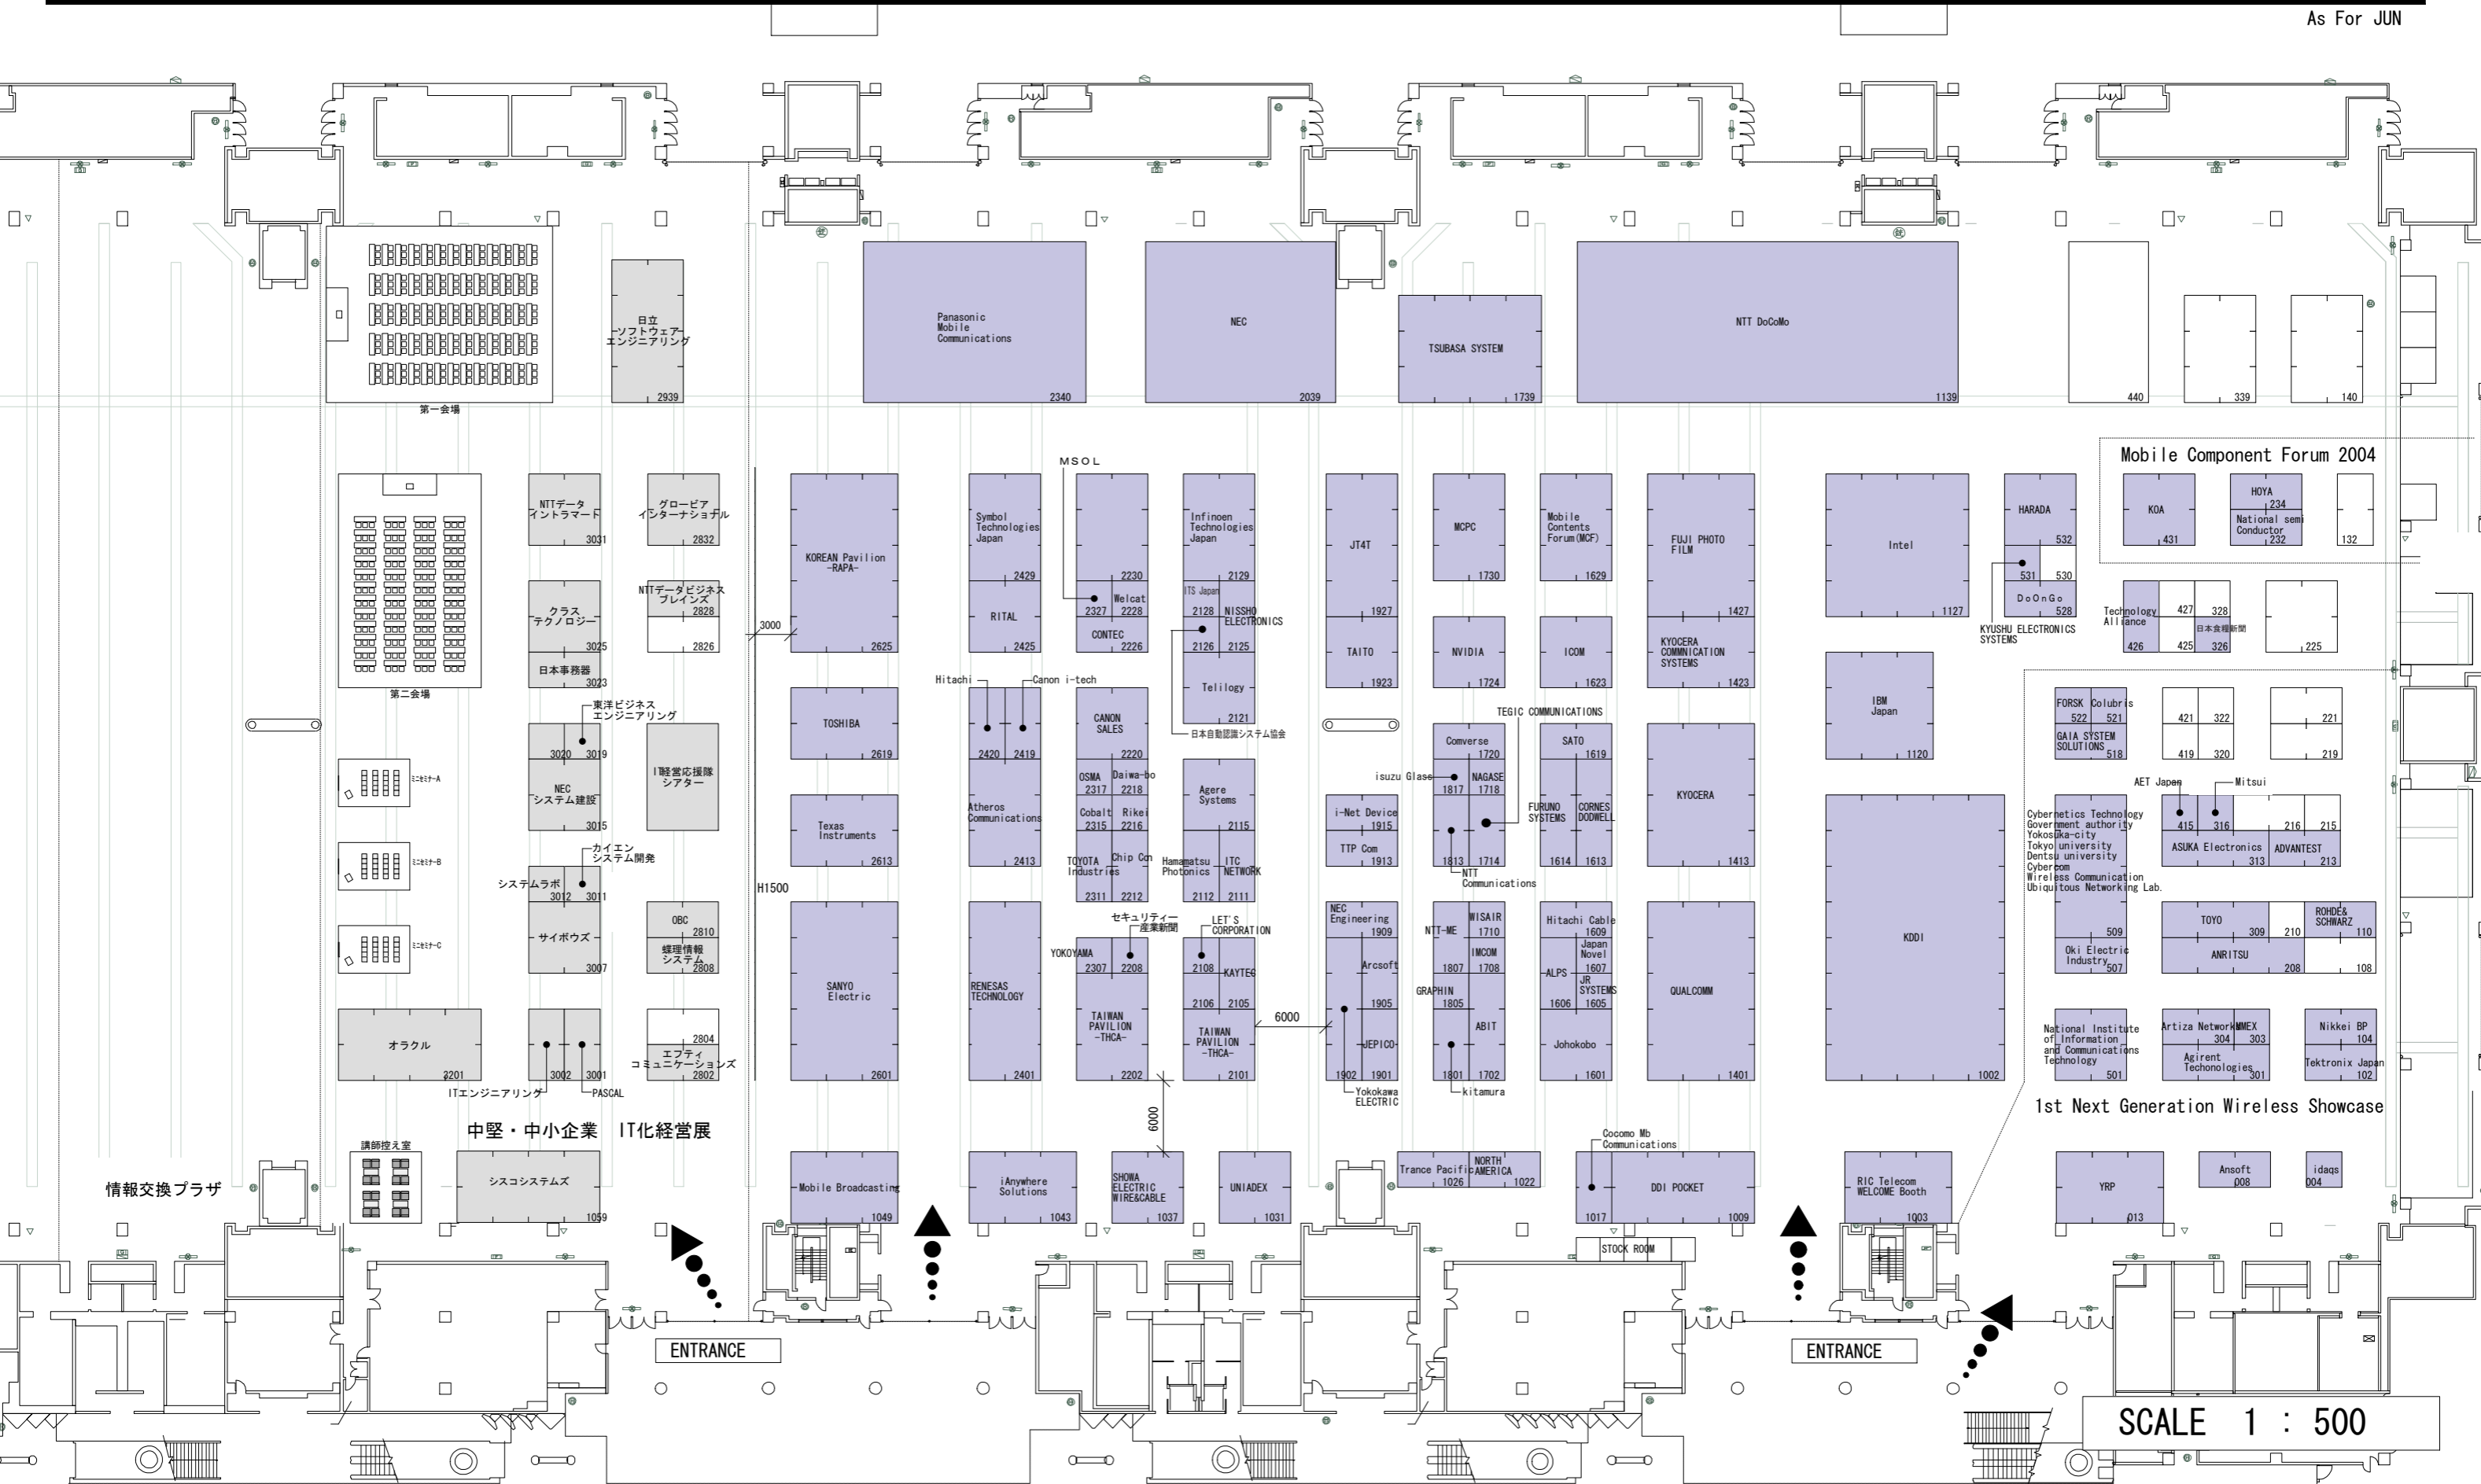 As For JUN
日立
ソフトウェア
エンジニアリング
2939
Panasonic
Mobile
Communications
2340
NEC
2039
TSUBASA SYSTEM
1739
NTT DoCoMo
1139
440
339
140
第一会場
Mobile Component Forum 2004
MSOL
NTTデータ
イントラマート
3031
グロービア
インターナショナル
2832
KOREAN Pavilion
-RAPA-
2625
Symbol
Technologies
Japan
2429
2230
Infinoen
Technologies
Japan
2129
JT4T
1927
MCPC
1730
Mobile
Contents
Forum(MCF)
1629
FUJI PHOTO
FILM
1427
Intel
1127
HARADA
532
KOA
431
HOYA
234
National semi
Conductor
232
132
531
530
DoOnGo
528
KYUSHU ELECTRONICS
SYSTEMS
クラス
テクノロジー
3025
NTTデータビジネス
ブレインズ
2828
2826
3000
RITAL
2425
2327
Welcat
2228
CONTEC
2226
ITS Japan
2128
NISSHO
ELECTRONICS
2126
2125
TAITO
1923
NVIDIA
1724
ICOM
1623
KYOCERA
COMMNICATION
SYSTEMS
1423
Technology
Alliance
426
427
425
328
日本食糧新聞
326
225
日本事務器
3023
第二会場
Hitachi
Canon i-tech
Telilogy
2121
日本自動認識システム協会
IBM
Japan
1120
FORSK
522
Colubris
521
GAIA SYSTEM
SOLUTIONS
518
421
322
419
320
221
219
東洋ビジネス
エンジニアリング
3020
3019
TOSHIBA
2619
2420
2419
CANON
SALES
2220
TEGIC COMMUNICATIONS
Comverse
1720
SATO
1619
IT経営応援隊
シアター
ミニセミナー-A
NEC
システム建設
3015
Texas
Instruments
2613
Atheros
Communications
2413
OSMA
2317
Daiwa-bo
2218
Cobalt
2315
Rikei
2216
Agere
Systems
2115
i-Net Device
1915
TTP Com
1913
isuzu Glass
1817
NAGASE
1718
1813
1714
NTT
Communications
FURUNO
SYSTEMS
1614
CORNES
DODWELL
1613
KYOCERA
1413
AET Japan
Mitsui
415
316
216
215
ASUKA Electronics
313
ADVANTEST
213
Cybernetics Technology
Government authority
Yokosuka-city
Tokyo university
Dentsu university
Cybercom
Wireless Communication
Ubiquitous Networking Lab.
509
ミニセミナー-B
カイエン
システム開発
システムラボ
3012
3011
TOYOTA
Industries
2311
Chip Con
2212
Hamamatsu
Photonics
2112
ITC
NETWORK
2111
H1500
ミニセミナー-C
サイボウズ
3007
OBC
2810
蝶理情報
システム
2808
SANYO
Electric
2601
RENESAS
TECHNOLOGY
2401
セキュリティー
産業新聞
YOKOYAMA
2307
2208
LET'S
CORPORATION
2108
KAYTEC
2106
2105
NEC
Engineering
1909
Arcsoft
1905
NTT-ME
1807
WISAIR
1710
IMCOM
1708
GRAPHIN
1805
Hitachi Cable
1609
Japan
Novel
1607
ALPS
1606
JR
SYSTEMS
1605
QUALCOMM
1401
KDDI
1002
Oki Electric
Industry
507
TOYO
309
210
ROHDE&
SCHWARZ
110
ANRITSU
208
108
オラクル
3201
3002
3001
ITエンジニアリング
PASCAL
2804
エフティ
コミュニケーションズ
2802
TAIWAN
PAVILION
-THCA-
2202
TAIWAN
PAVILION
-THCA-
2101
6000
6000
JEPICO
1902
1901
Yokokawa
ELECTRIC
ABIT
1801
1702
kitamura
Johokobo
1601
National Institute
of Information
and Communications
Technology
501
Artiza Network
304
MMEX
303
Agirent
Techonologies
301
Nikkei BP
104
Tektronix Japan
102
1st Next Generation Wireless Showcase
中堅・中小企業 IT化経営展
講師控え室
情報交換プラザ
シスコシステムズ
1059
Mobile Broadcasting
1049
iAnywhere
Solutions
1043
SHOWA
ELECTRIC
WIRE&CABLE
1037
UNIADEX
1031
Trance Pacific
1026
NORTH
AMERICA
1022
Cocomo Mb
Communications
1017
DDI POCKET
1009
RIC Telecom
WELCOME Booth
1003
YRP
013
Ansoft
008
idaqs
004
STOCK ROOM
ENTRANCE
ENTRANCE
SCALE 1 : 500